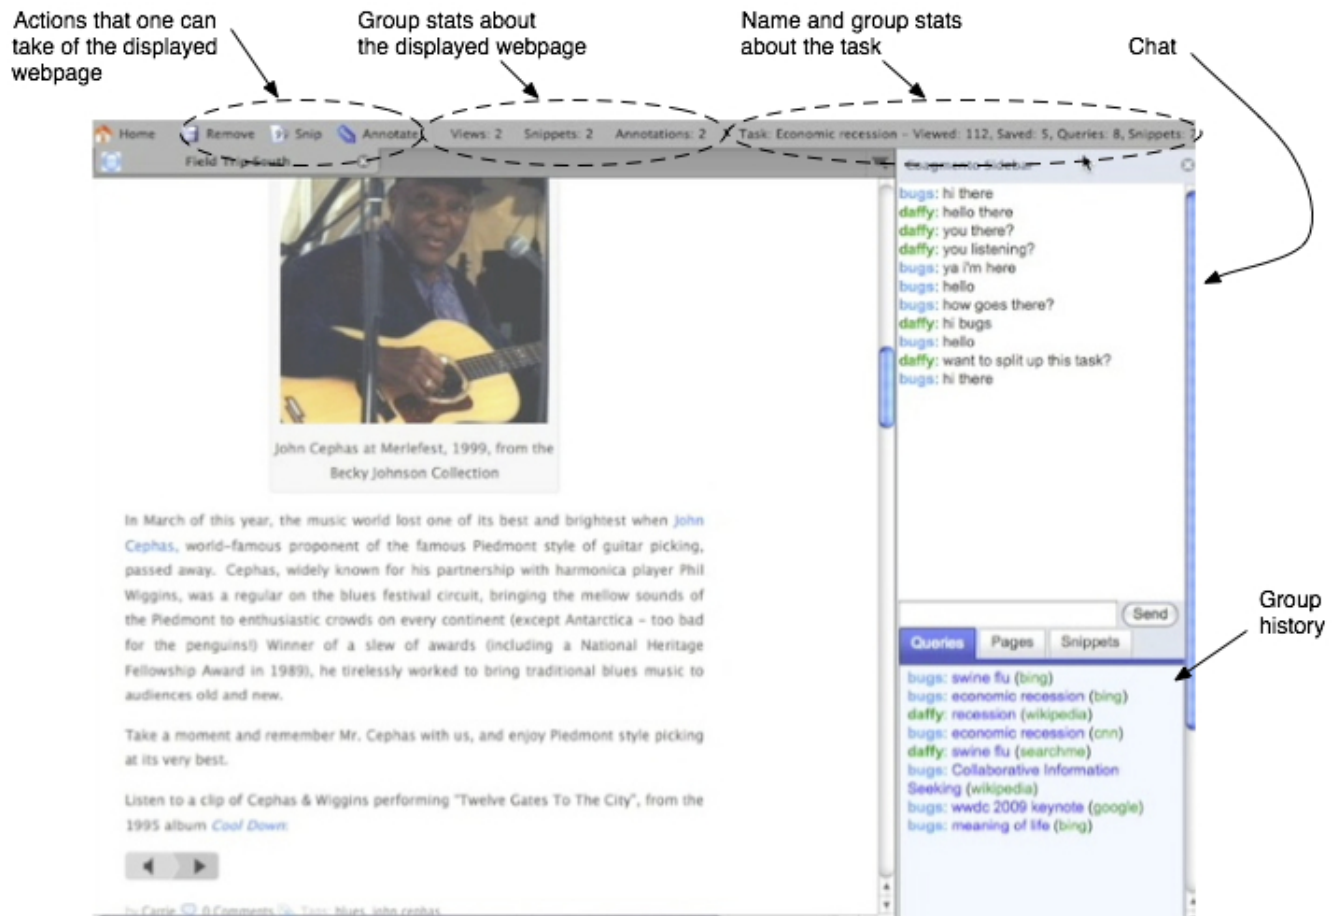 Actions that one can
take of the displayed
webpage
Group stats about
the displayed webpage
Name and group stats
about the task
Chat
Home Remove Snip Annotate Views: 2 Snippets: 2 Annotations: 2 Task: Economic recession - Viewed: 112, Saved: 5, Queries: 8, Snippets: 7
Field Trip South
Coagmento Sidebar
bugs: hi there
daffy: hello there
daffy: you there?
daffy: you listening?
bugs: ya i'm here
bugs: hello
bugs: how goes there?
daffy: hi bugs
bugs: hello
daffy: want to split up this task?
bugs: hi there
John Cephas at Merlefest, 1999, from the
Becky Johnson Collection
In March of this year, the music world lost one of its best and brightest when John
Cephas, world-famous proponent of the famous Piedmont style of guitar picking,
passed away. Cephas, widely known for his partnership with harmonica player Phil
Wiggins, was a regular on the blues festival circuit, bringing the mellow sounds of
the Piedmont to enthusiastic crowds on every continent (except Antarctica - too bad
for the penguins!) Winner of a slew of awards (including a National Heritage
Fellowship Award in 1989), he tirelessly worked to bring traditional blues music to
audiences old and new.
Take a moment and remember Mr. Cephas with us, and enjoy Piedmont style picking
at its very best.
Listen to a clip of Cephas & Wiggins performing "Twelve Gates To The City", from the
1995 album Cool Down:
by Carrie 0 Comments Tags: blues, john cephas
Send
Queries Pages Snippets
bugs: swine flu (bing)
bugs: economic recession (bing)
daffy: recession (wikipedia)
bugs: economic recession (cnn)
daffy: swine flu (searchme)
bugs: Collaborative Information
Seeking (wikipedia)
bugs: wwdc 2009 keynote (google)
bugs: meaning of life (bing)
Group
history